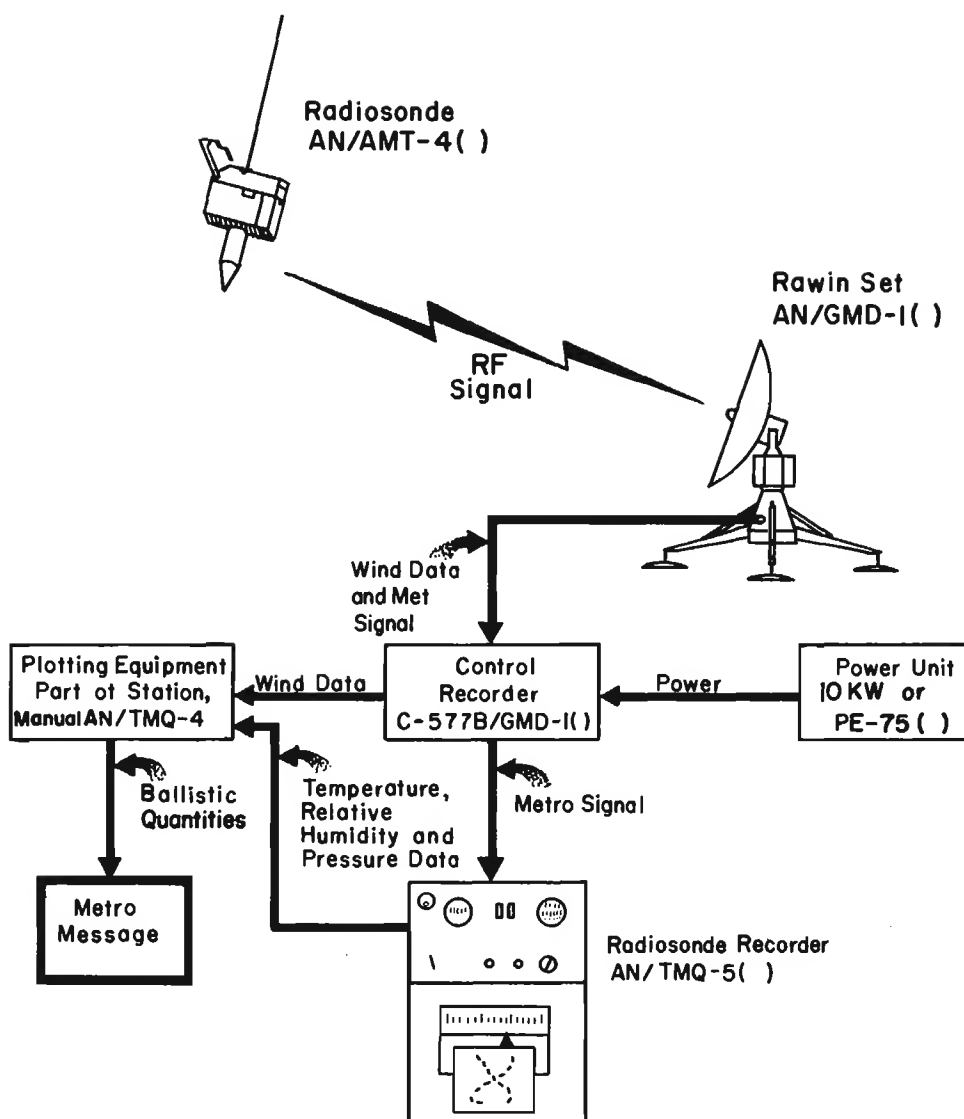 Radiosonde
AN/AMT-4( )
Rawin Set
AN/GMD-1( )
RF
Signal
Wind Data
and Met
Signal
Plotting Equipment
Part of Station,
Manual AN/TMQ-4
Wind Data
Control
Recorder
C-577B/GMD-1( )
Power
Power Unit
10 KW or
PE-75 ( )
Ballistic
Quantities
Temperature,
Relative
Humidity and
Pressure Data
Metro Signal
Metro
Message
Radiosonde Recorder
AN/TMQ-5( )